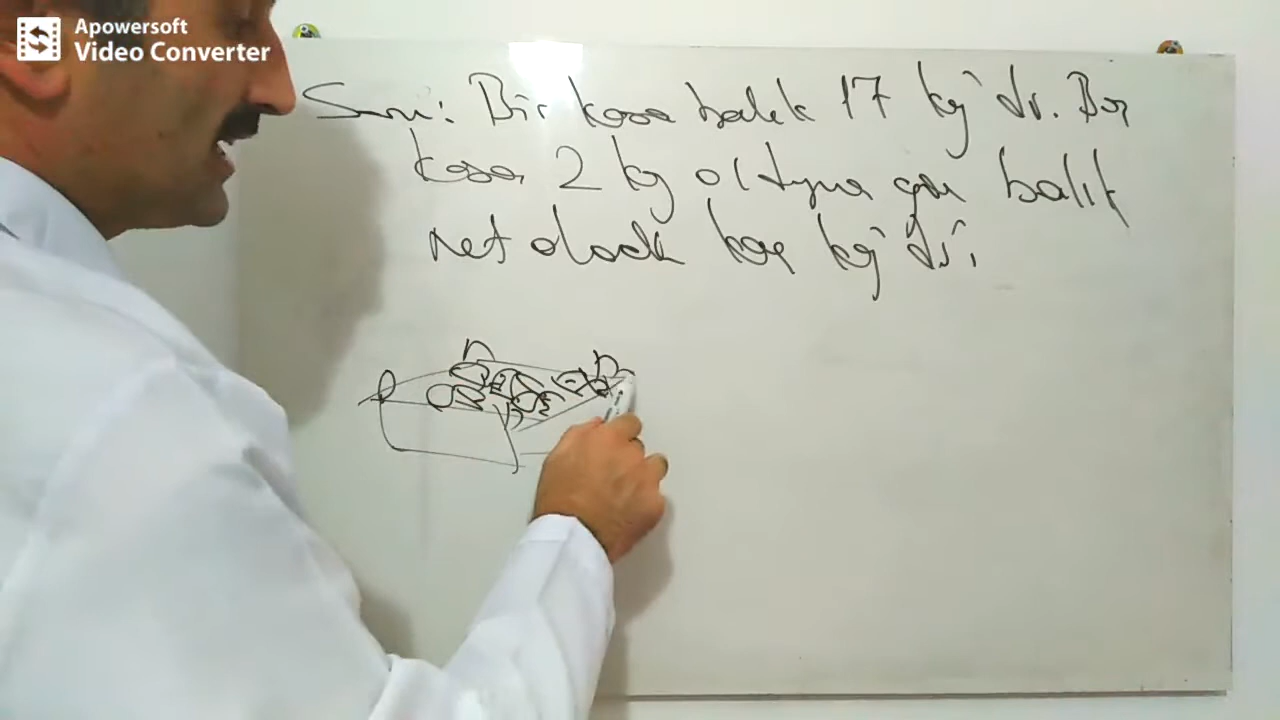 Apowersoft
Video Converter
Soru: Bir kasa balık 17 kg'dır. Boş
kasa 2 kg olduğuna göre balık
net olarak kaç kg'dır.